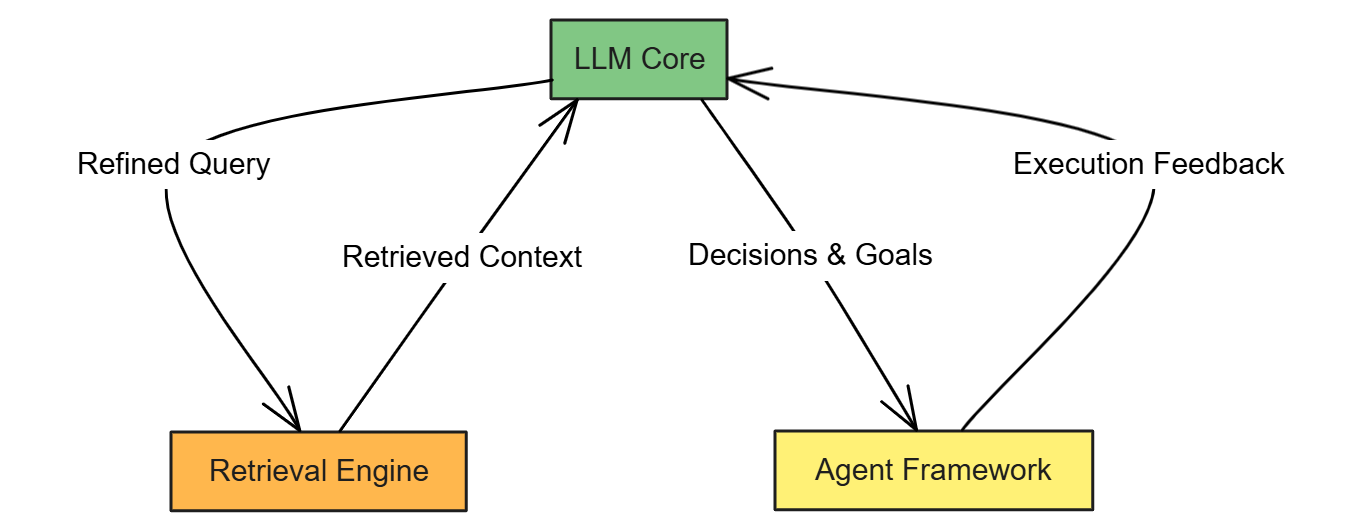 LLM Core
Refined Query
Execution Feedback
Retrieved Context
Decisions & Goals
Retrieval Engine
Agent Framework